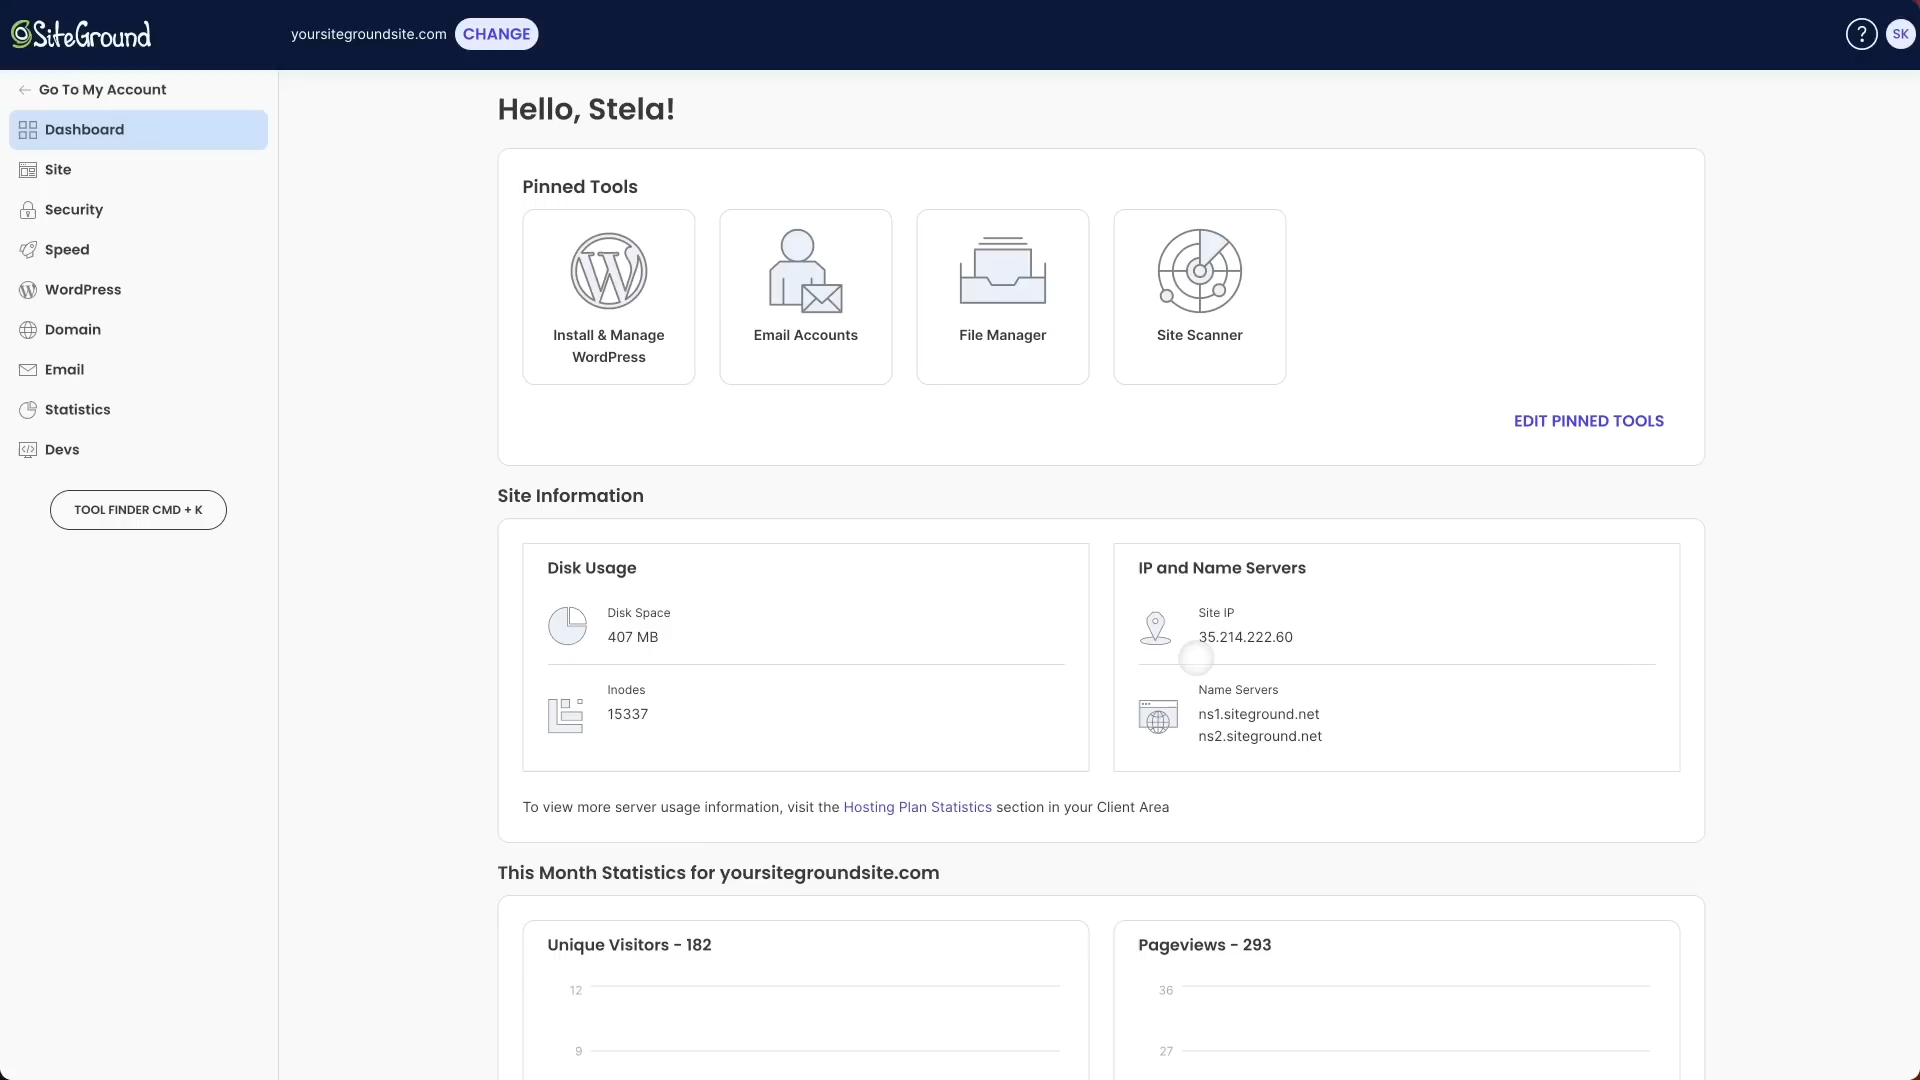 SiteGround
yoursitegroundsite.com CHANGE
? SK
Go To My Account
Dashboard
Site
Security
Speed
WordPress
Domain
Email
Statistics
Devs
TOOL FINDER CMD + K
Hello, Stela!
Pinned Tools
Install & Manage
WordPress
Email Accounts
File Manager
Site Scanner
EDIT PINNED TOOLS
Site Information
Disk Usage
Disk Space
407 MB
Inodes
15337
IP and Name Servers
Site IP
35.214.222.60
Name Servers
ns1.siteground.net
ns2.siteground.net
To view more server usage information, visit the Hosting Plan Statistics section in your Client Area
This Month Statistics for yoursitegroundsite.com
Unique Visitors - 182
12
9
Pageviews - 293
36
27